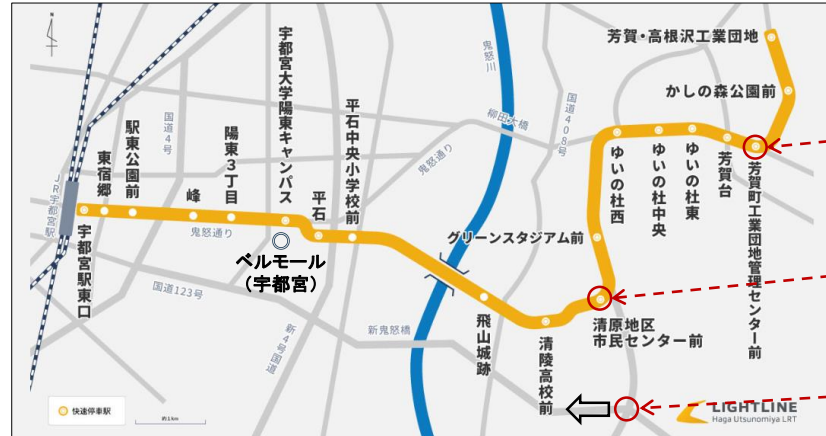 芳賀・高根沢工業団地
かしの森公園前
芳賀町工業団地管理センター前
芳賀台
ゆいの杜東
ゆいの杜中央
ゆいの杜西
グリーンスタジアム前
清原地区
市民センター前
清陵高校前
飛山城跡
平石中央小学校前
平石
宇都宮大学陽東キャンパス
陽東3丁目
峰
駅東公園前
東宿郷
宇都宮駅東口
JR宇都宮駅
ベルモール
（宇都宮）
鬼怒通り
鬼怒通り
国道4号
国道123号
新4号国道
新鬼怒橋
鬼怒川
柳田大橋
国道408号
快速停車駅
約1km
LIGHTLINE
Haga Utsunomiya LRT